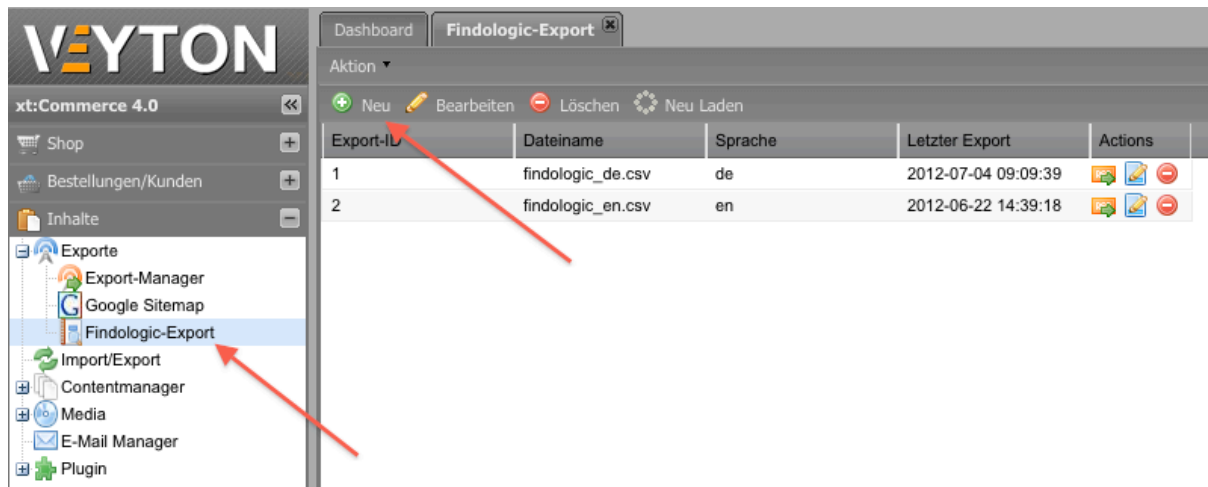 VEYTON
xt:Commerce 4.0
Shop
Bestellungen/Kunden
Inhalte
Exporte
Export-Manager
Google Sitemap
Findologic-Export
Import/Export
Contentmanager
Media
E-Mail Manager
Plugin
Dashboard Findologic-Export
Aktion
Neu Bearbeiten Löschen Neu Laden
Export-ID Dateiname Sprache Letzter Export Actions
1 findologic_de.csv de 2012-07-04 09:09:39
2 findologic_en.csv en 2012-06-22 14:39:18